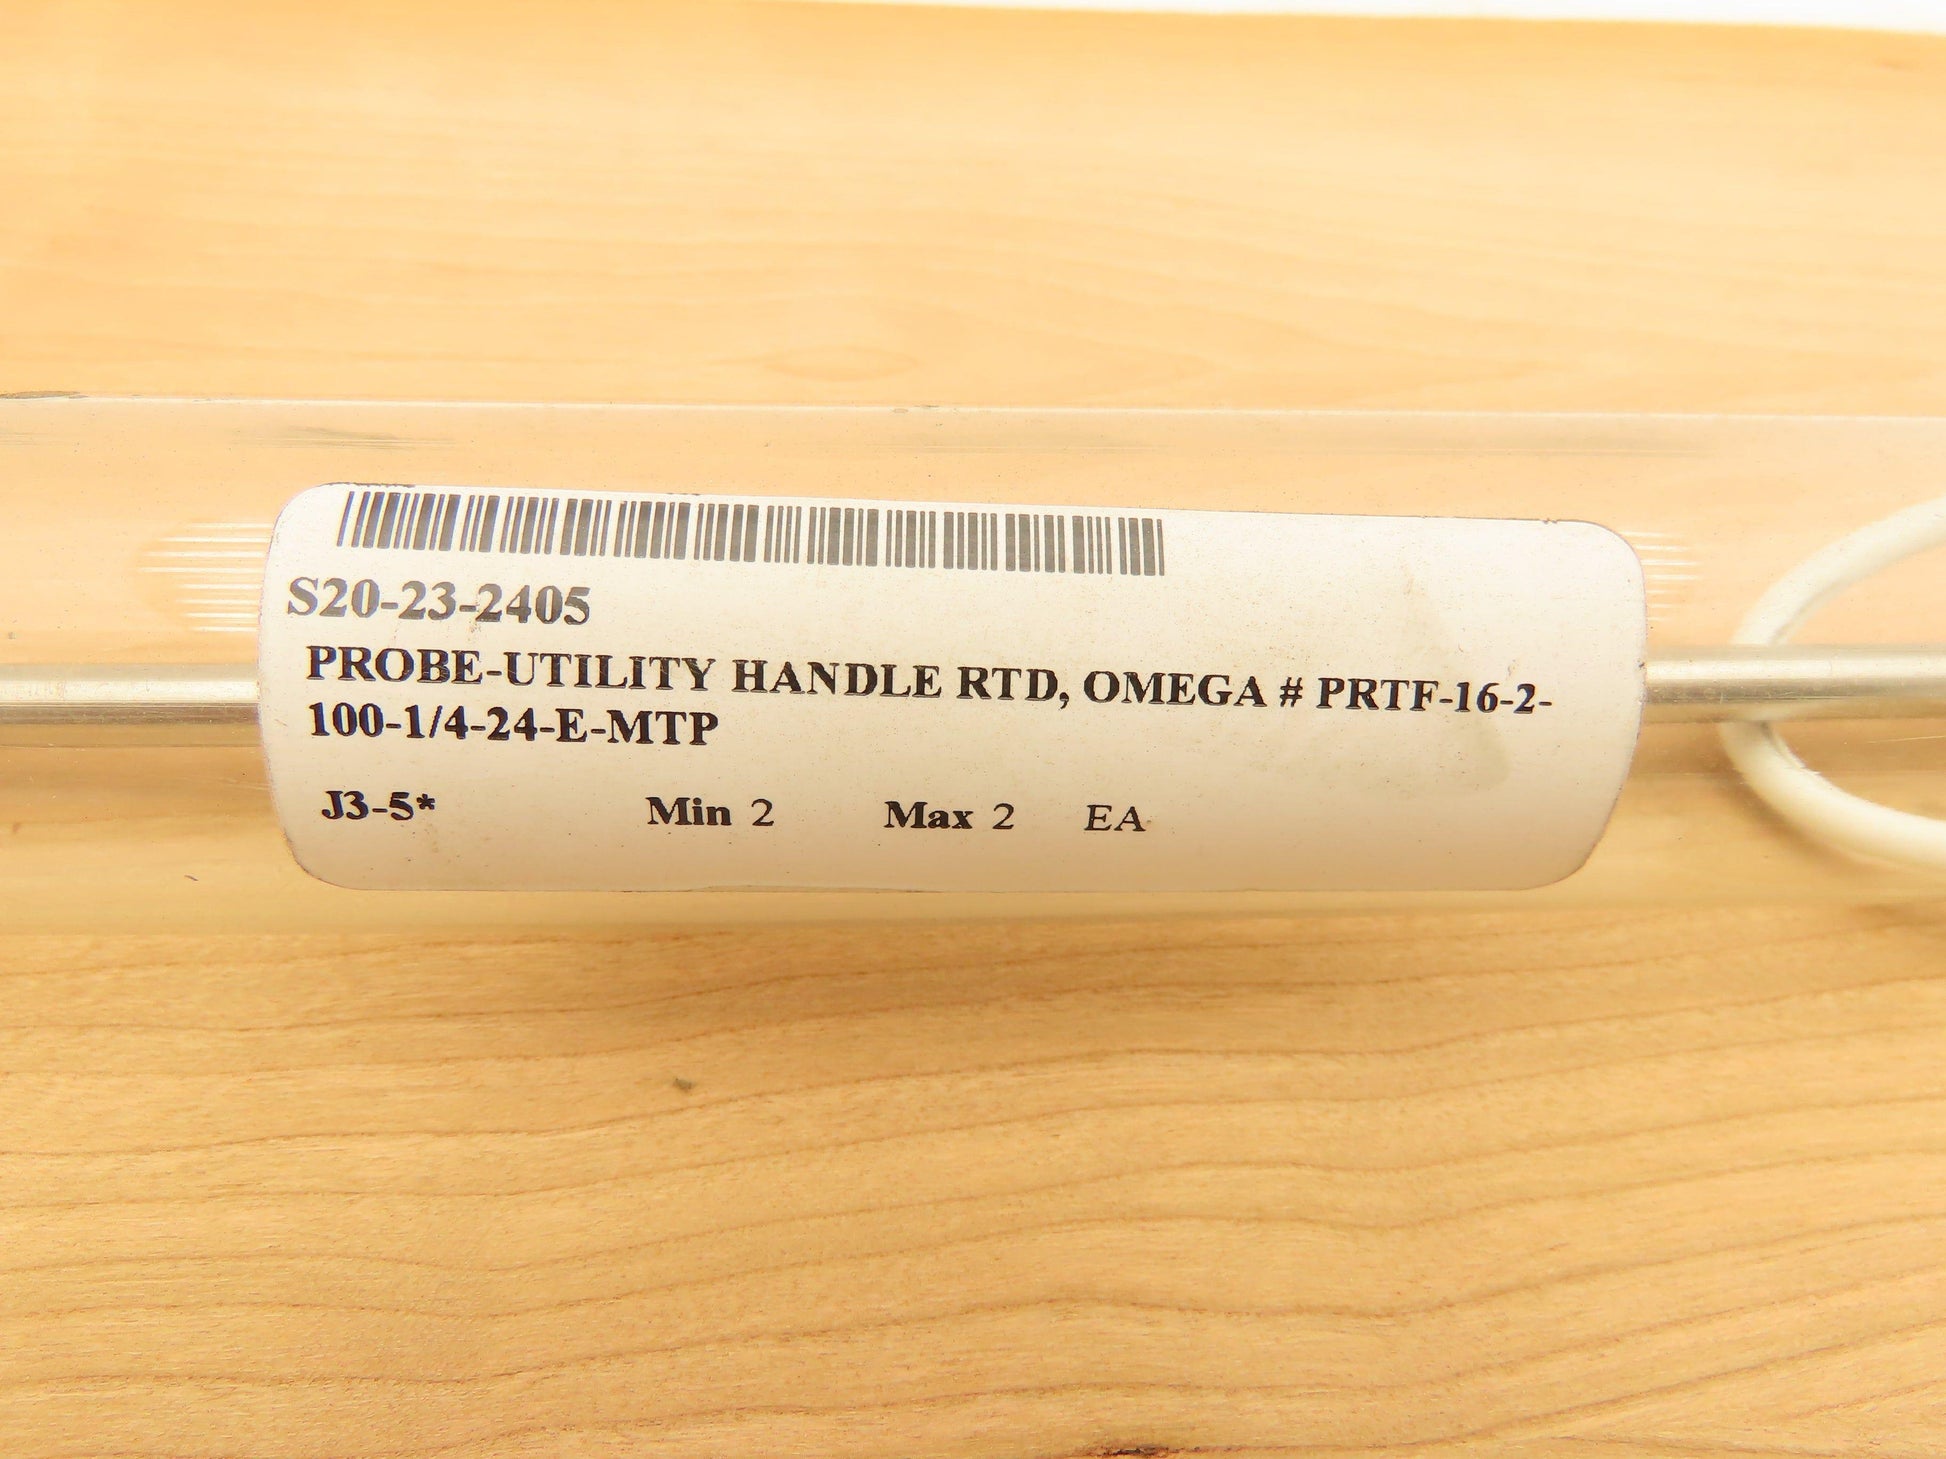 S20-23-2405
PROBE-UTILITY HANDLE RTD, OMEGA # PRTF-16-2-
100-1/4-24-E-MTP
J3-5* Min 2 Max 2 EA